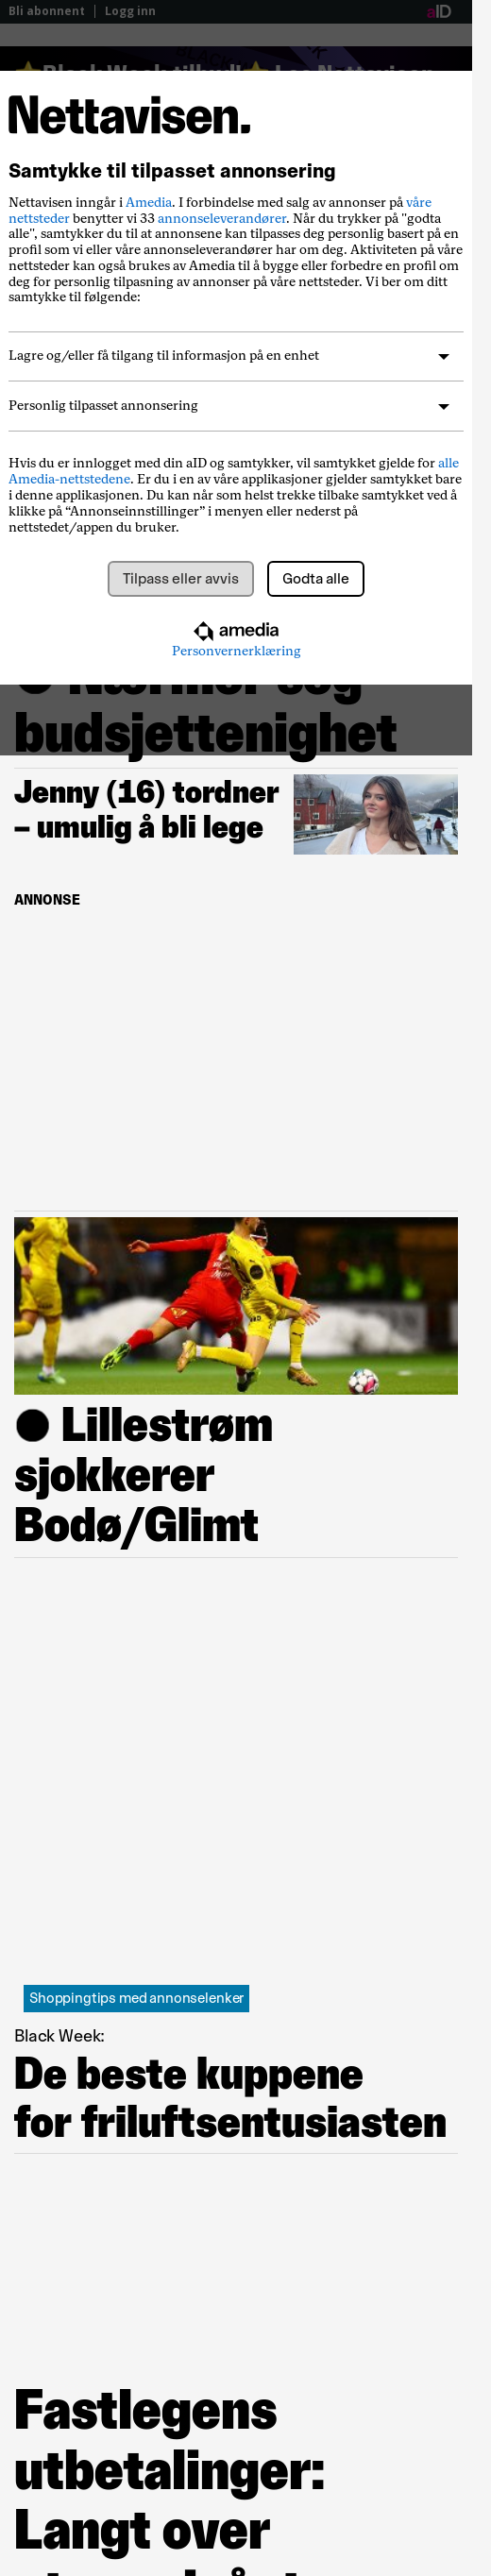 Bli abonnent | Logg inn
aID
Nettavisen.
Samtykke til tilpasset annonsering
Nettavisen inngår i Amedia. I forbindelse med salg av annonser på våre
nettsteder benytter vi 33 annonseleverandører. Når du trykker på "godta
alle", samtykker du til at annonsene kan tilpasses deg personlig basert på en
profil som vi eller våre annonseleverandører har om deg. Aktiviteten på våre
nettsteder kan også brukes av Amedia til å bygge eller forbedre en profil om
deg for personlig tilpasning av annonser på våre nettsteder. Vi ber om ditt
samtykke til følgende:
Lagre og/eller få tilgang til informasjon på en enhet
Personlig tilpasset annonsering
Hvis du er innlogget med din aID og samtykker, vil samtykket gjelde for alle
Amedia-nettstedene. Er du i en av våre applikasjoner gjelder samtykket bare
i denne applikasjonen. Du kan når som helst trekke tilbake samtykket ved å
klikke på “Annonseinnstillinger” i menyen eller nederst på
nettstedet/appen du bruker.
Tilpass eller avvis
Godta alle
amedia
Personvernerklæring
budsjettenighet
Jenny (16) tordner
– umulig å bli lege
ANNONSE
Lillestrøm
sjokkerer
Bodø/Glimt
Shoppingtips med annonselenker
Black Week:
De beste kuppene
for friluftsentusiasten
Fastlegens
utbetalinger:
Langt over